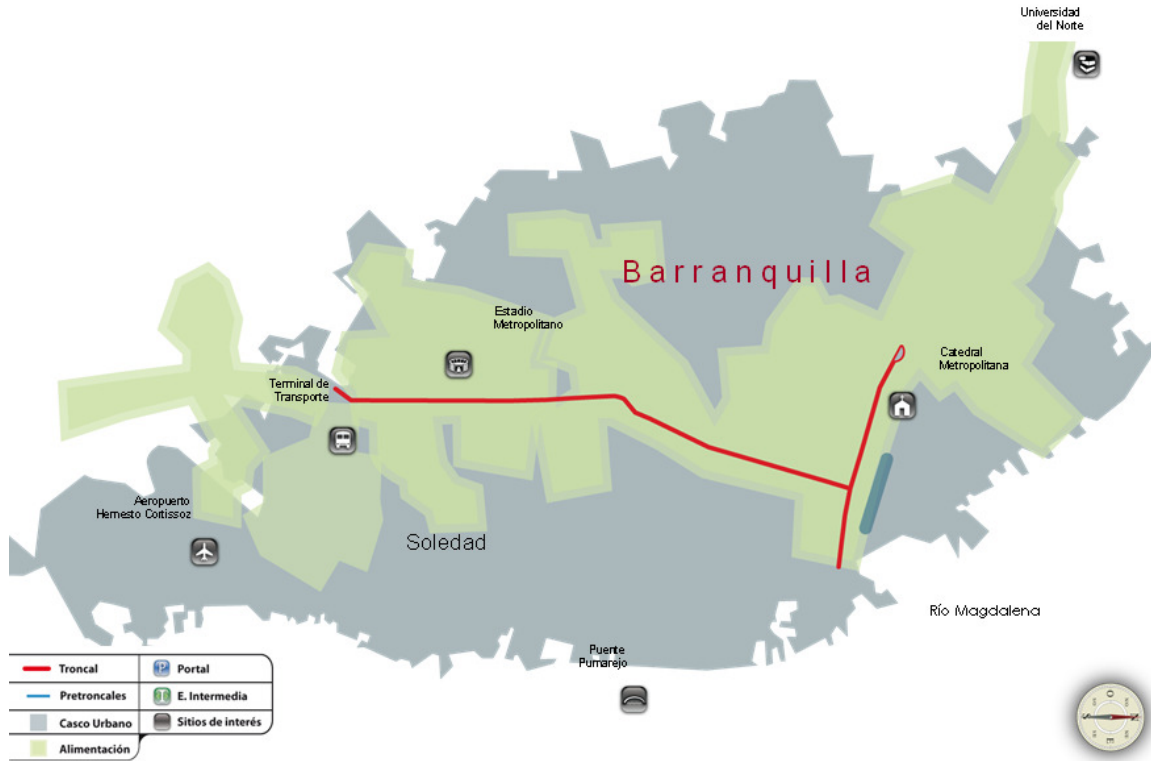 Universidad
del Norte
Barranquilla
Estadio
Metropolitano
Catedral
Metropolitana
Terminal de
Transporte
Aeropuerto
Hernesto Cortissoz
Soledad
Río Magdalena
Puente
Pumarejo
Troncal
Portal
Pretroncales
E. Intermedia
Casco Urbano
Sitios de interés
Alimentación
O
E